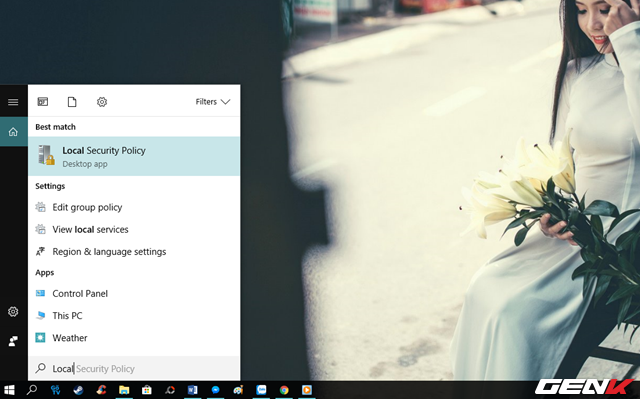 Filters
Best match
Local Security Policy
Desktop app
Settings
Edit group policy
View local services
Region & language settings
Apps
Control Panel
This PC
Weather
Local Security Policy
GENK